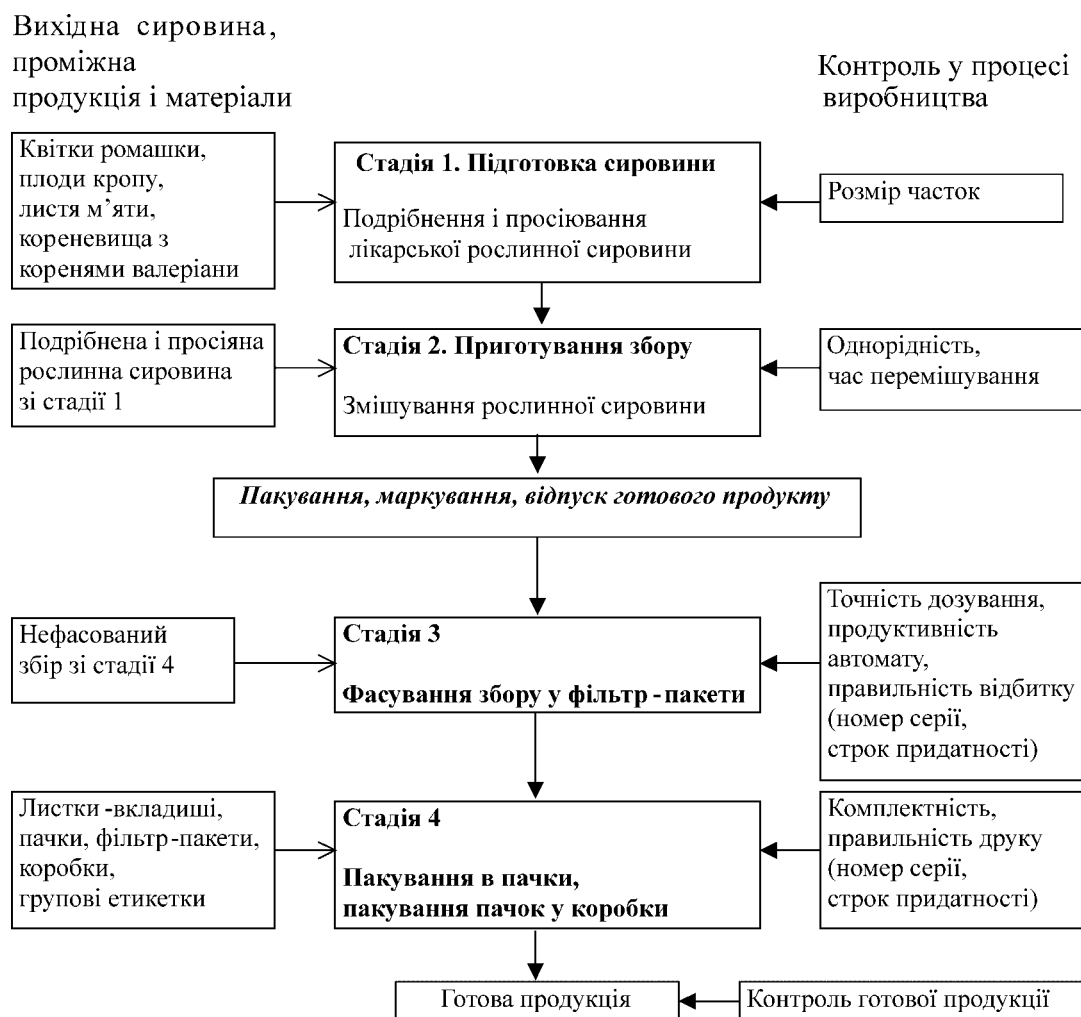 Вихідна сировина,
проміжна
продукція і матеріали
Контроль у процесі
виробництва
Квітки ромашки,
плоди кропу,
листя м’яти,
кореневища з
коренями валеріани
Стадія 1. Підготовка сировини
Подрібнення і просіювання
лікарської рослинної сировини
Розмір часток
Подрібнена і просіяна
рослинна сировина
зі стадії 1
Стадія 2. Приготування збору
Змішування рослинної сировини
Однорідність,
час перемішування
Пакування, маркування, відпуск готового продукту
Нефасований
збір зі стадії 4
Стадія 3
Фасування збору у фільтр-пакети
Точність дозування,
продуктивність
автомату,
правильність відбитку
(номер серії,
строк придатності)
Листки-вкладиші,
пачки, фільтр-пакети,
коробки,
групові етикетки
Стадія 4
Пакування в пачки,
пакування пачок у коробки
Комплектність,
правильність друку
(номер серії,
строк придатності)
Готова продукція
Контроль готової продукції